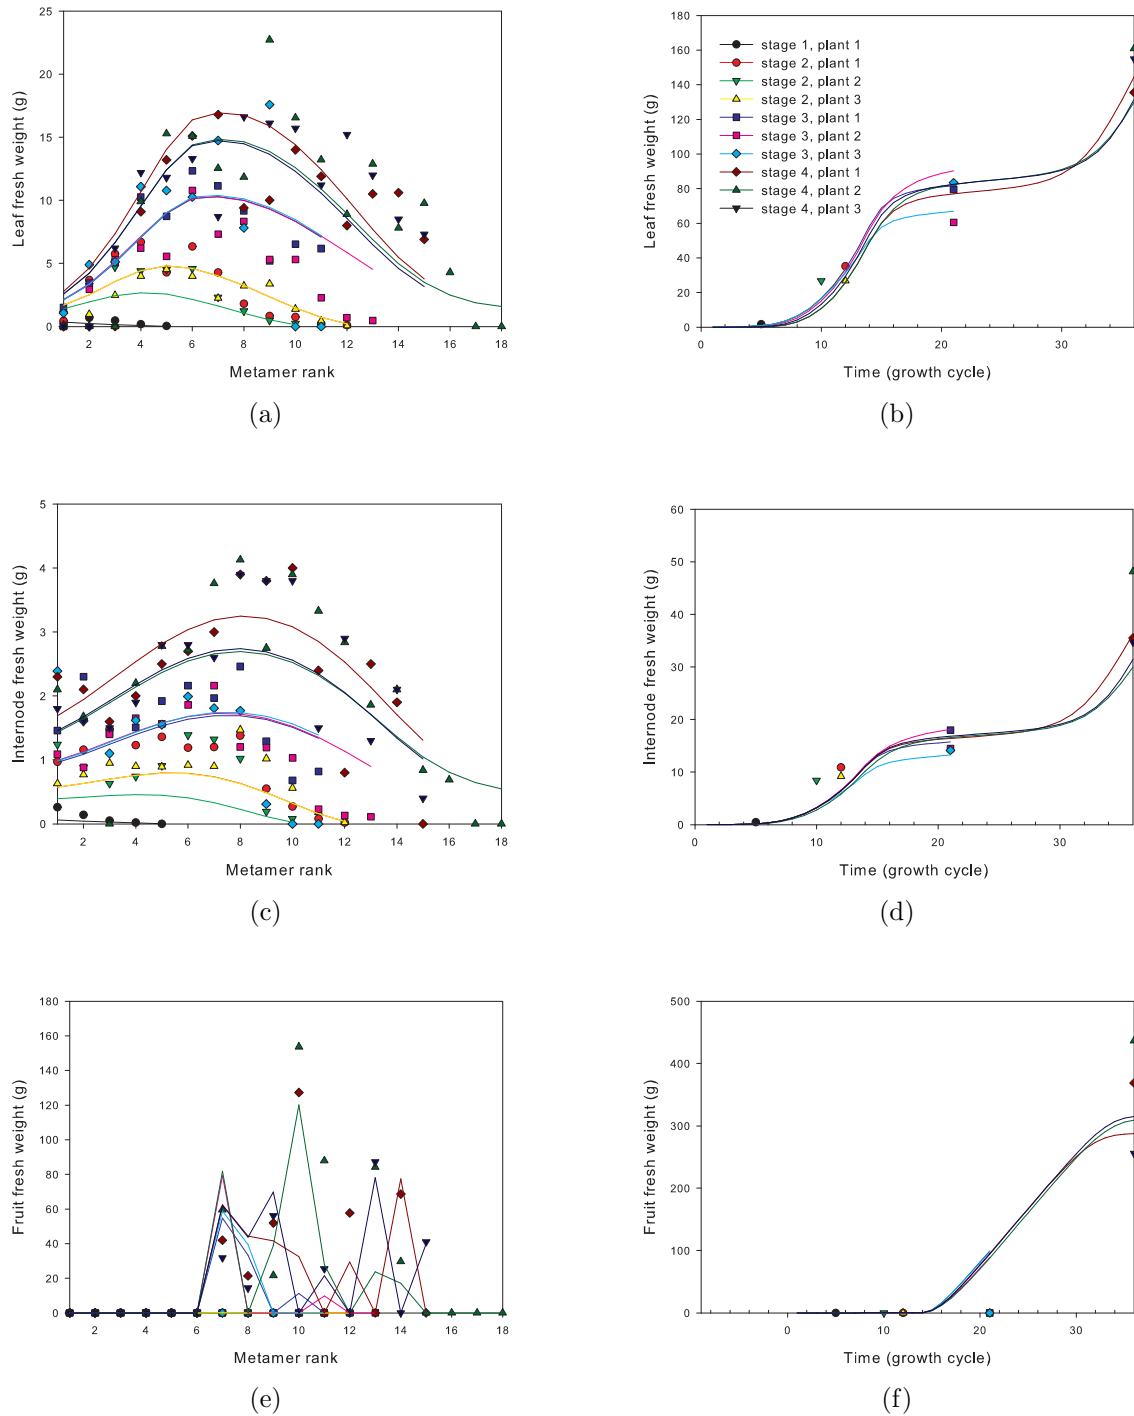 25
20
15
10
5
0
2 4 6 8 10 12 14 16 18
Leaf fresh weight (g)
Metamer rank
(a)
180
160
140
120
100
80
60
40
20
0
0 10 20 30
Leaf fresh weight (g)
Time (growth cycle)
stage 1, plant 1
stage 2, plant 1
stage 2, plant 2
stage 2, plant 3
stage 3, plant 1
stage 3, plant 2
stage 3, plant 3
stage 4, plant 1
stage 4, plant 2
stage 4, plant 3
(b)
5
4
3
2
1
0
2 4 6 8 10 12 14 16 18
Internode fresh weight (g)
Metamer rank
(c)
60
50
40
30
20
10
0
0 10 20 30
Internode fresh weight (g)
Time (growth cycle)
(d)
180
160
140
120
100
80
60
40
20
0
2 4 6 8 10 12 14 16 18
Fruit fresh weight (g)
Metamer rank
(e)
500
400
300
200
100
0
0 10 20 30
Fruit fresh weight (g)
Time (growth cycle)
(f)